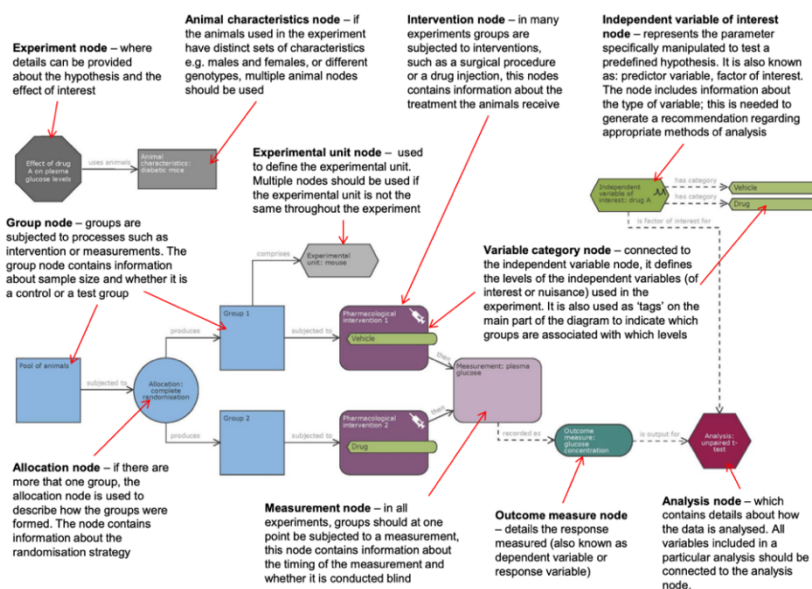 Experiment node – where
details can be provided
about the hypothesis and the
effect of interest
Animal characteristics node – if
the animals used in the experiment
have distinct sets of characteristics
e.g. males and females, or different
genotypes, multiple animal nodes
should be used
Intervention node – in many
experiments groups are
subjected to interventions,
such as a surgical procedure
or a drug injection, this nodes
contains information about the
treatment the animals receive
Independent variable of interest
node – represents the parameter
specifically manipulated to test a
predefined hypothesis. It is also known
as: predictor variable, factor of interest.
The node includes information about
the type of variable; this is needed to
generate a recommendation regarding
appropriate methods of analysis
Effect of drug
A on plasma
glucose levels
uses animals
Animal
characteristics:
diabetic mice
Experimental unit node – used
to define the experimental unit.
Multiple nodes should be used if
the experimental unit is not the
same throughout the experiment
Independent
variable of
interest: drug A
has category
Vehicle
has category
Drug
is factor of interest for
Group node – groups are
subjected to processes such as
intervention or measurements. The
group node contains information
about sample size and whether it is
a control or a test group
comprises
Experimental
unit: mouse
Variable category node – connected to
the independent variable node, it defines
the levels of the independent variables (of
interest or nuisance) used in the
experiment. It is also used as ‘tags’ on the
main part of the diagram to indicate which
groups are associated with which levels
Pool of animals
subjected to
Allocation:
complete
randomisation
produces
Group 1
subjected to
Pharmacological
intervention 1
Vehicle
then
Measurement: plasma
glucose
produces
Group 2
subjected to
Pharmacological
intervention 2
Drug
then
recorded as
Outcome
measure:
glucose
concentration
is output for
Analysis:
unpaired t-
test
Allocation node – if there are
more that one group, the
allocation node is used to
describe how the groups were
formed. The node contains
information about the
randomisation strategy
Measurement node – in all
experiments, groups should at one
point be subjected to a measurement,
this node contains information about
the timing of the measurement and
whether it is conducted blind
Outcome measure node
– details the response
measured (also known as
dependent variable or
response variable)
Analysis node – which
contains details about how
the data is analysed. All
variables included in a
particular analysis should be
connected to the analysis
node.